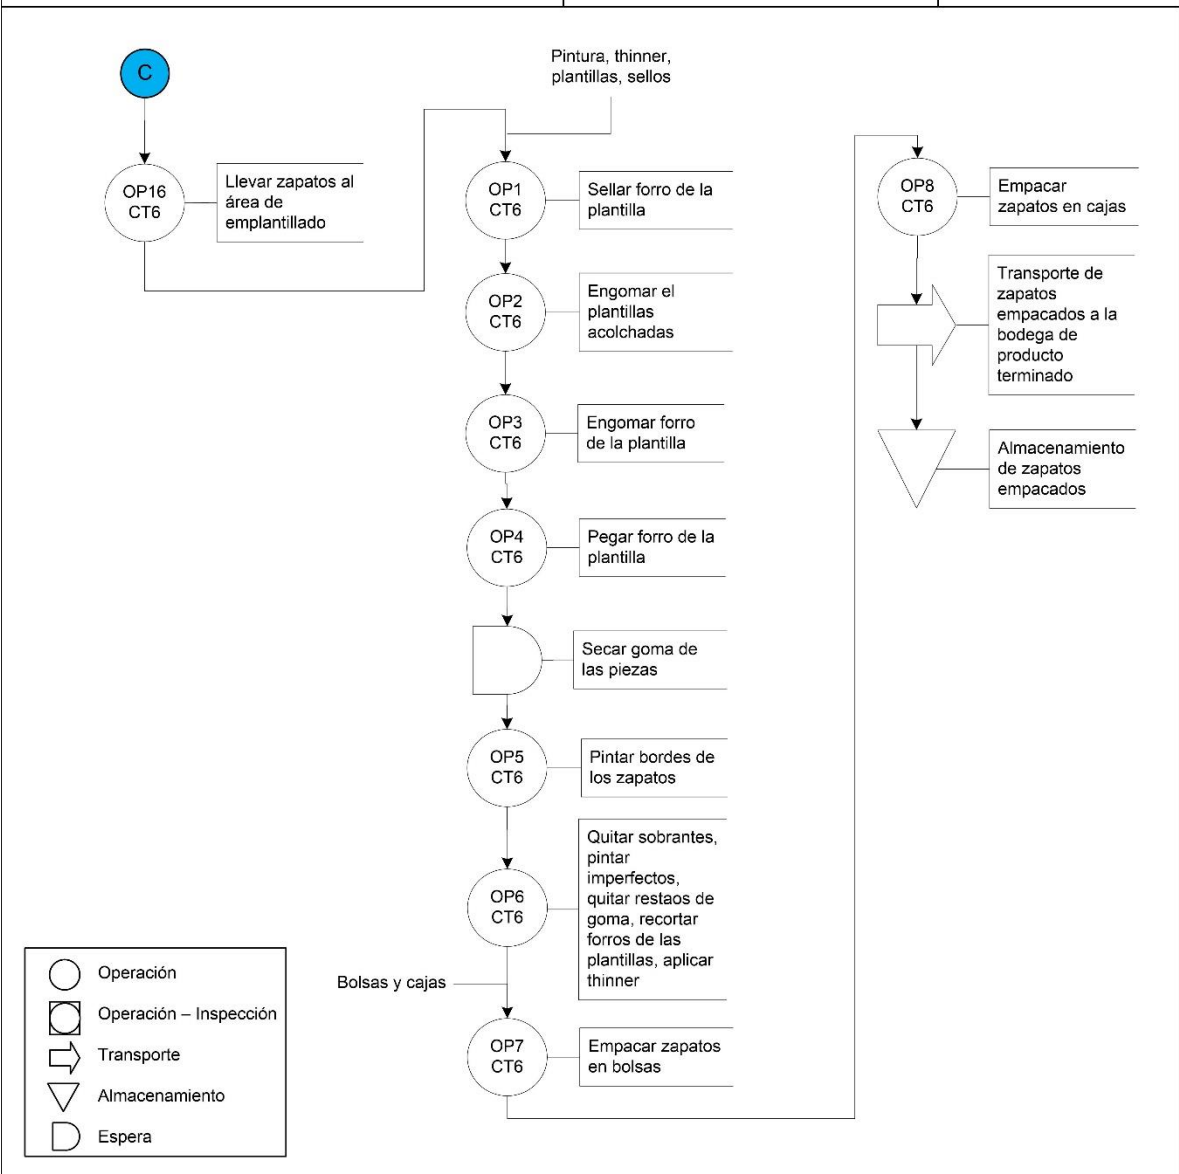 C
OP16
CT6
Llevar zapatos al
área de
emplantillado
Pintura, thinner,
plantillas, sellos
OP1
CT6
Sellar forro de la
plantilla
OP2
CT6
Engomar el
plantillas
acolchadas
OP3
CT6
Engomar forro
de la plantilla
OP4
CT6
Pegar forro de la
plantilla
Secar goma de
las piezas
OP5
CT6
Pintar bordes de
los zapatos
OP6
CT6
Quitar sobrantes,
pintar
imperfectos,
quitar restaos de
goma, recortar
forros de las
plantillas, aplicar
thinner
Bolsas y cajas
OP7
CT6
Empacar zapatos
en bolsas
OP8
CT6
Empacar
zapatos en cajas
Transporte de
zapatos
empacados a la
bodega de
producto
terminado
Almacenamiento
de zapatos
empacados
Operación
Operación – Inspección
Transporte
Almacenamiento
Espera